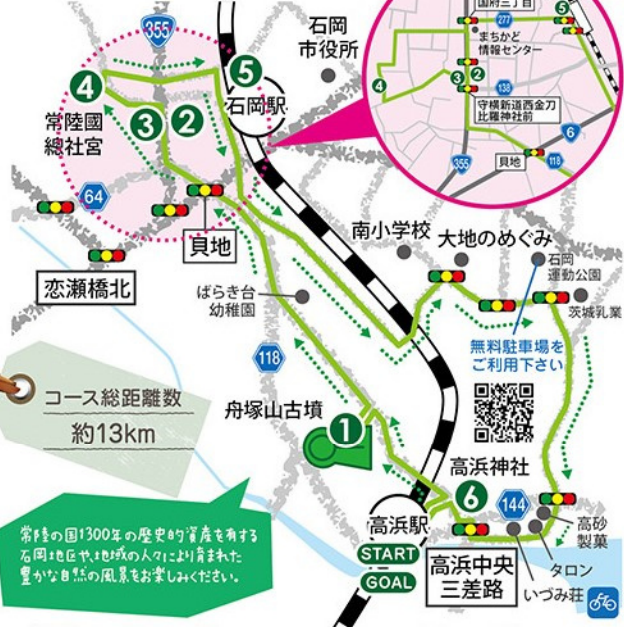 国府三丁目
277
5
まちかど
情報センター
4
3
2
138
守横新道西金刀
比羅神社前
6
貝地
355
118
355
石岡
市役所
4
5
石岡駅
3
2
常陸國
總社宮
64
貝地
恋瀬橋北
南小学校
大地のめぐみ
石岡
運動公園
茨城乳業
ばらき台
幼稚園
無料駐車場を
ご利用下さい
118
コース総距離数
約13km
舟塚山古墳
1
高浜神社
6
144
高浜駅
START
GOAL
高浜中央
三差路
高砂
製菓
タロン
いづみ荘
常陸の国1300年の歴史的資産を有する
石岡地区や、地域の人々により育まれた
豊かな自然の風景をお楽しみください。